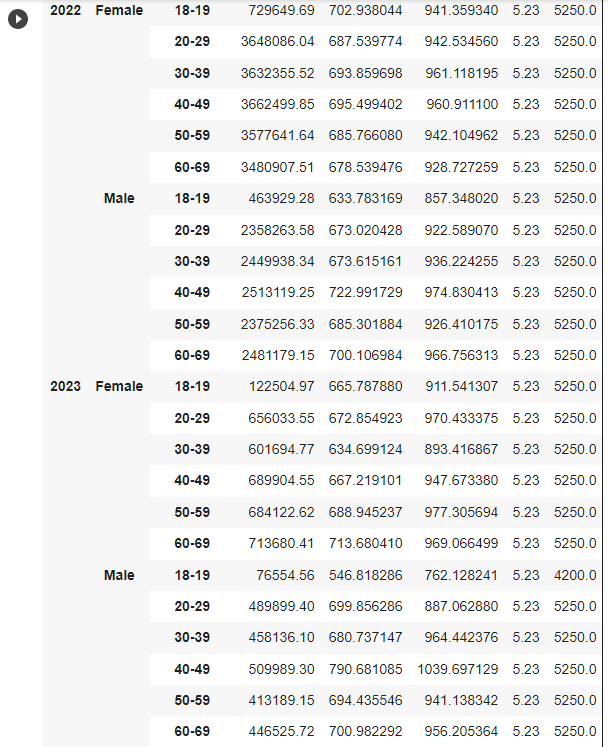 2022 Female 18-19 729649.69 702.938044 941.359340 5.23 5250.0
20-29 3648086.04 687.539774 942.534560 5.23 5250.0
30-39 3632355.52 693.859698 961.118195 5.23 5250.0
40-49 3662499.85 695.499402 960.911100 5.23 5250.0
50-59 3577641.64 685.766080 942.104962 5.23 5250.0
60-69 3480907.51 678.539476 928.727259 5.23 5250.0
Male 18-19 463929.28 633.783169 857.348020 5.23 5250.0
20-29 2358263.58 673.020428 922.589070 5.23 5250.0
30-39 2449938.34 673.615161 936.224255 5.23 5250.0
40-49 2513119.25 722.991729 974.830413 5.23 5250.0
50-59 2375256.33 685.301884 926.410175 5.23 5250.0
60-69 2481179.15 700.106984 966.756313 5.23 5250.0
2023 Female 18-19 122504.97 665.787880 911.541307 5.23 5250.0
20-29 656033.55 672.854923 970.433375 5.23 5250.0
30-39 601694.77 634.699124 893.416867 5.23 5250.0
40-49 689904.55 667.219101 947.673380 5.23 5250.0
50-59 684122.62 688.945237 977.305694 5.23 5250.0
60-69 713680.41 713.680410 969.066499 5.23 5250.0
Male 18-19 76554.56 546.818286 762.128241 5.23 4200.0
20-29 489899.40 699.856286 887.062880 5.23 5250.0
30-39 458136.10 680.737147 964.442376 5.23 5250.0
40-49 509989.30 790.681085 1039.697129 5.23 5250.0
50-59 413189.15 694.435546 941.138342 5.23 5250.0
60-69 446525.72 700.982292 956.205364 5.23 5250.0